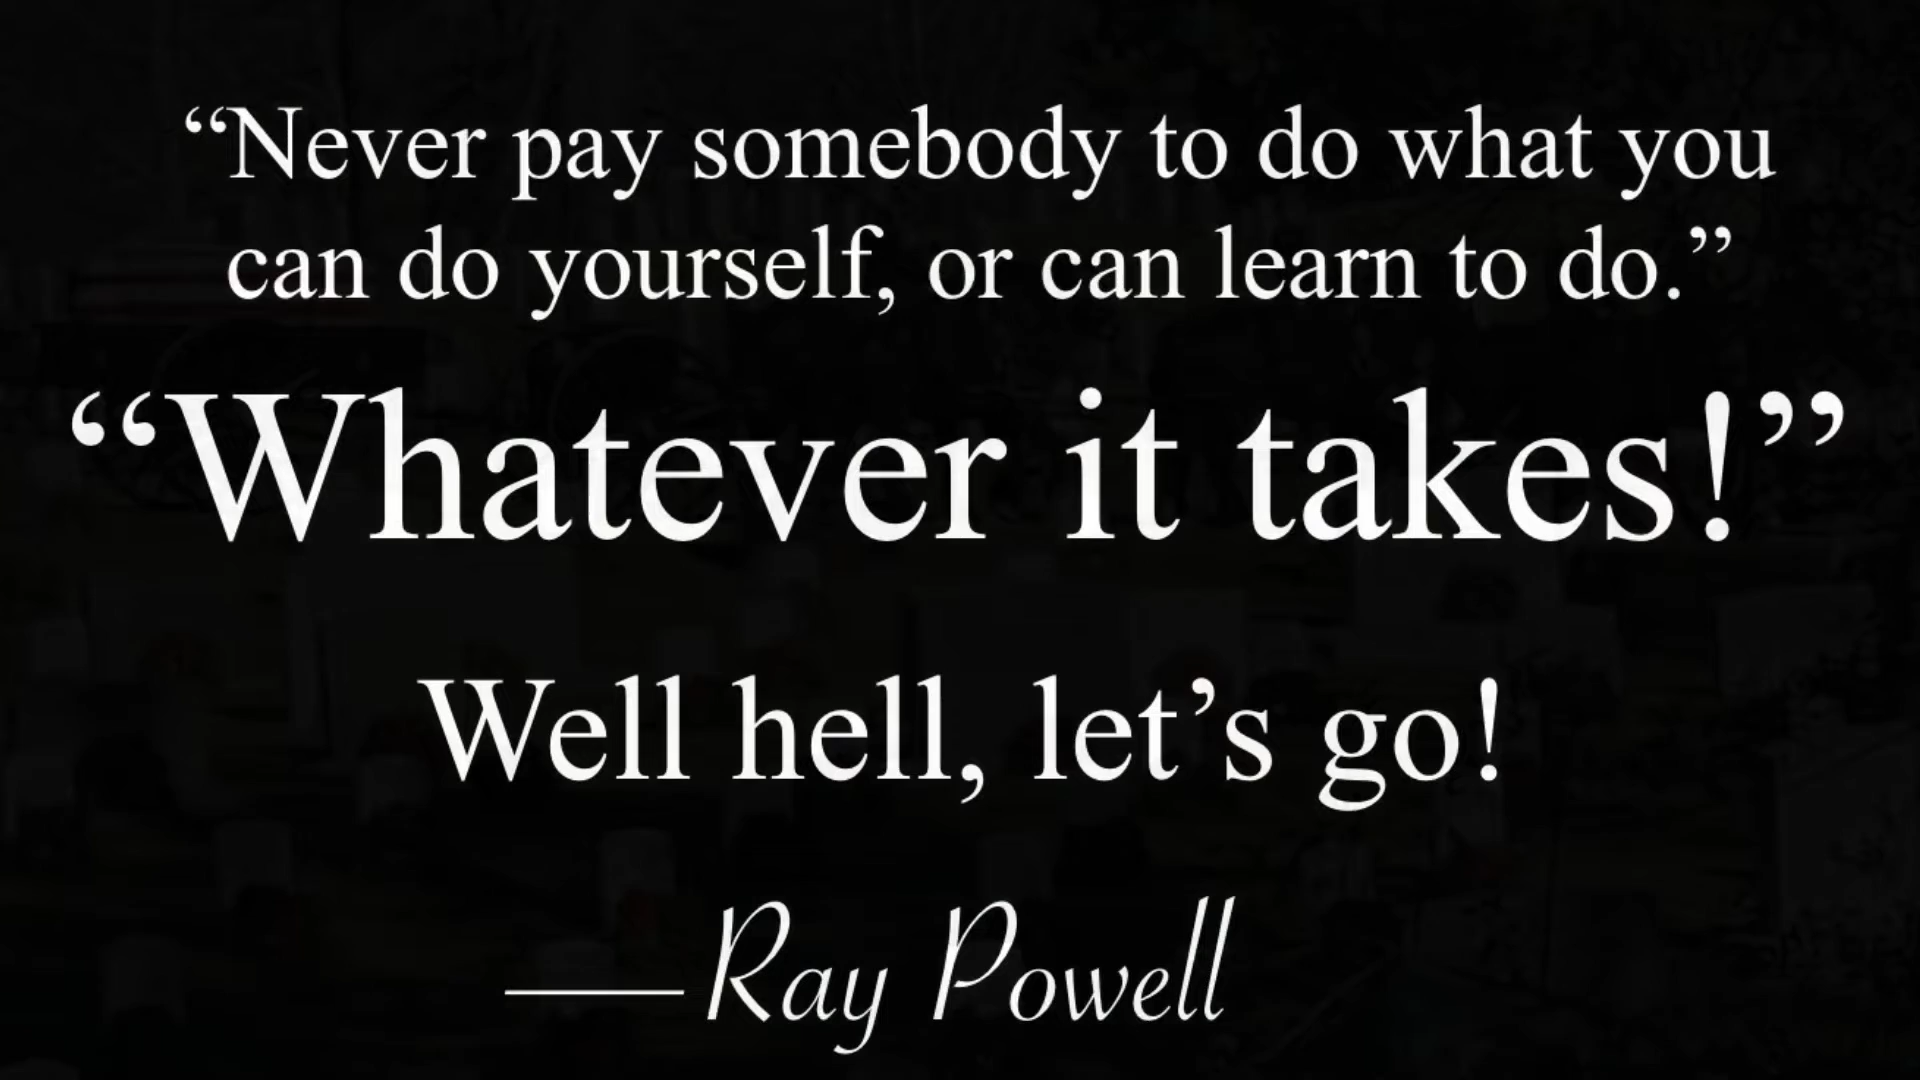 “Never pay somebody to do what you
can do yourself, or can learn to do.”
“Whatever it takes!”
Well hell, let’s go!
—Ray Powell